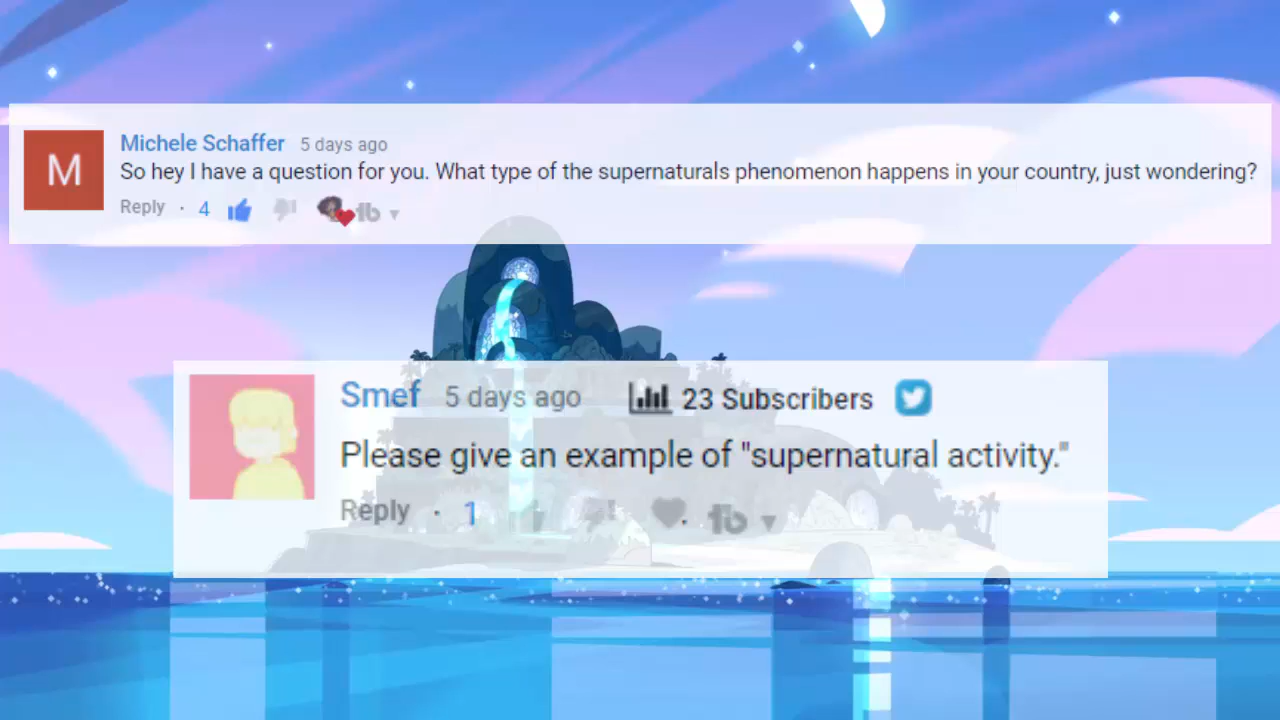 M
Michele Schaffer 5 days ago
So hey I have a question for you. What type of the supernaturals phenomenon happens in your country, just wondering?
Reply · 4 tb
Smef 5 days ago 23 Subscribers
Please give an example of "supernatural activity."
Reply · 1 tb